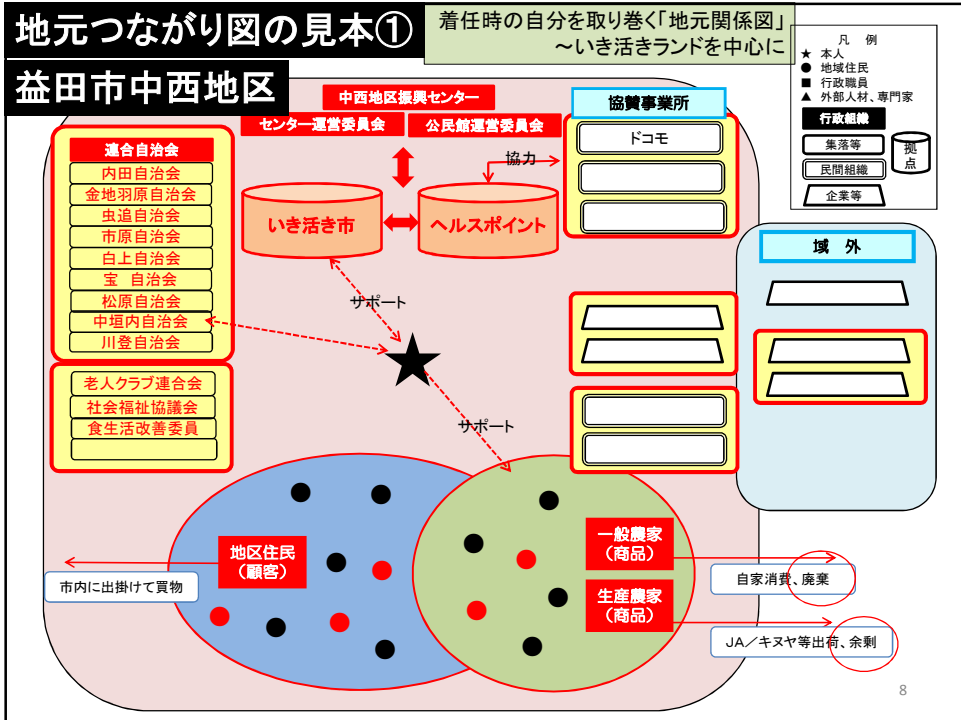 地元つながり図の見本①
益田市中西地区
着任時の自分を取り巻く「地元関係図」
～いき活きランドを中心に
凡 例
★ 本人
● 地域住民
■ 行政職員
▲ 外部人材、専門家
行政組織
集落等
民間組織
企業等
拠点
中西地区振興センター
センター運営委員会
公民館運営委員会
協賛事業所
ドコモ
協力
連合自治会
内田自治会
金地羽原自治会
虫追自治会
市原自治会
白上自治会
宝 自治会
松原自治会
中垣内自治会
川登自治会
いき活き市
ヘルスポイント
域 外
サポート
老人クラブ連合会
社会福祉協議会
食生活改善委員
サポート
地区住民
（顧客）
一般農家
（商品）
生産農家
（商品）
市内に出掛けて買物
自家消費、廃棄
ＪＡ／キヌヤ等出荷、余剰
8